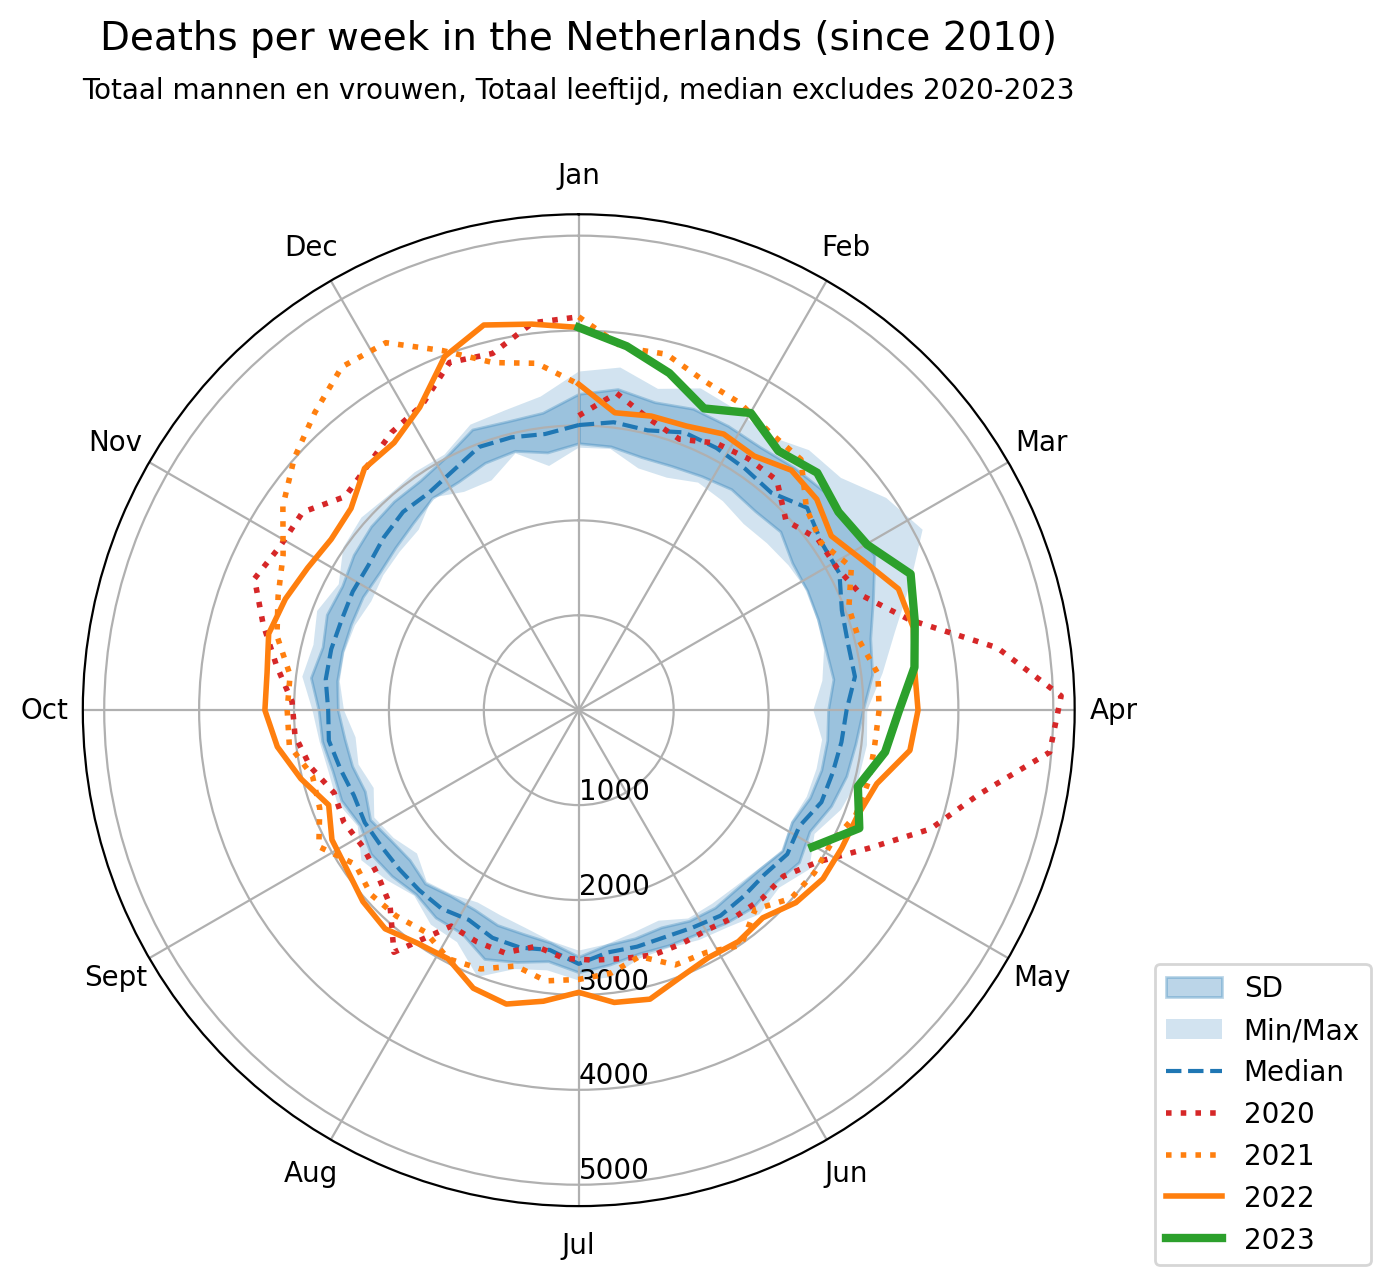 Deaths per week in the Netherlands (since 2010)
Totaal mannen en vrouwen, Totaal leeftijd, median excludes 2020-2023
Jan
Dec
Feb
Nov
Mar
Oct
Apr
1000
2000
Sept
3000
May
4000
Aug
5000
Jun
Jul
SD
Min/Max
Median
2020
2021
2022
2023